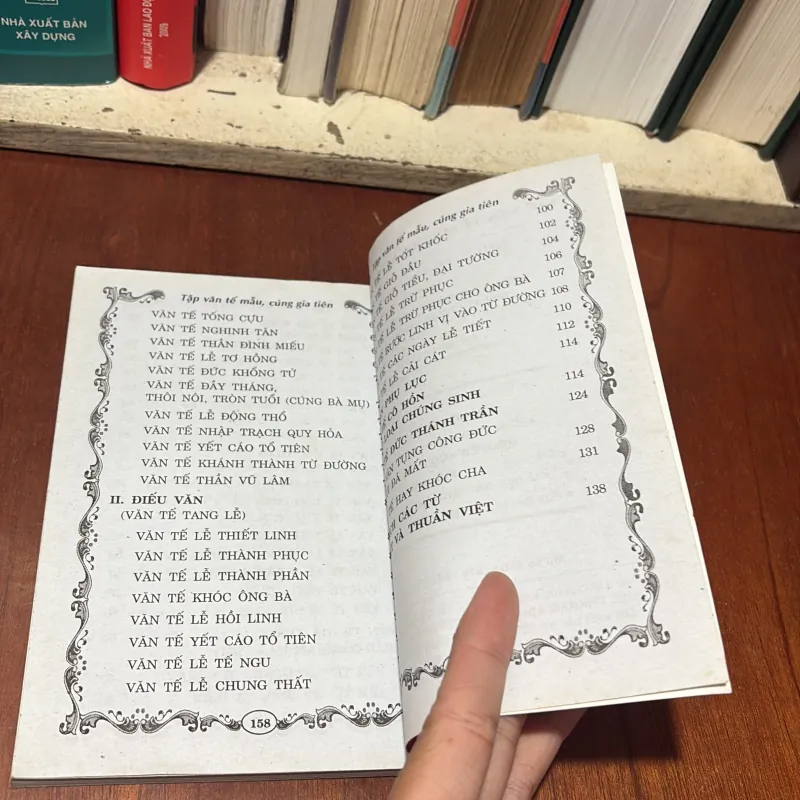 NHÀ XUẤT BẢN
XÂY DỰNG
NHÀ XUẤT BẢN LAO ĐỘNG
2009
Tập văn tế mẫu, cúng gia tiên
VĂN TẾ TỐNG CỰU
VĂN TẾ NGHINH TÂN
VĂN TẾ THẦN ĐÌNH MIẾU
VĂN TẾ LỄ TƠ HỒNG
VĂN TẾ ĐỨC KHỔNG TỬ
VĂN TẾ ĐẦY THÁNG,
THÔI NÔI, TRÒN TUỔI (CÚNG BÀ MỤ)
VĂN TẾ LỄ ĐỘNG THỔ
VĂN TẾ NHẬP TRẠCH QUY HỎA
VĂN TẾ YẾT CÁO TỔ TIÊN
VĂN TẾ KHÁNH THÀNH TỪ ĐƯỜNG
VĂN TẾ THẦN VŨ LÂM
II. ĐIẾU VĂN
(VĂN TẾ TANG LỄ)
- VĂN TẾ LỄ THIẾT LINH
VĂN TẾ LỄ THÀNH PHỤC
VĂN TẾ LỄ THÀNH PHẦN
VĂN TẾ KHÓC ÔNG BÀ
VĂN TẾ LỄ HỒI LINH
VĂN TẾ YẾT CÁO TỔ TIÊN
VĂN TẾ LỄ TẾ NGU
VĂN TẾ LỄ CHUNG THẤT
158
Tập văn tế mẫu, cúng gia tiên
100
TẾ LỄ TỐT KHỐC 102
GIỖ ĐẦU 104
GIỖ TIỂU, ĐẠI TƯỜNG 106
LỄ TRỪ PHỤC 107
LỄ TRỪ PHỤC CHO ÔNG BÀ 108
RƯỚC LINH VỊ VÀO TỪ ĐƯỜNG 110
CÁC NGÀY LỄ TIẾT 112
LỄ CẢI CÁT 114
PHỤ LỤC
CÔ HỒN 114
LOẠI CHÚNG SINH 124
ĐỨC THÁNH TRẦN
TỤNG CÔNG ĐỨC 128
ĐÃ MẤT 131
HAY KHÓC CHA
CÁC TỪ 138
VÀ THUẦN VIỆT